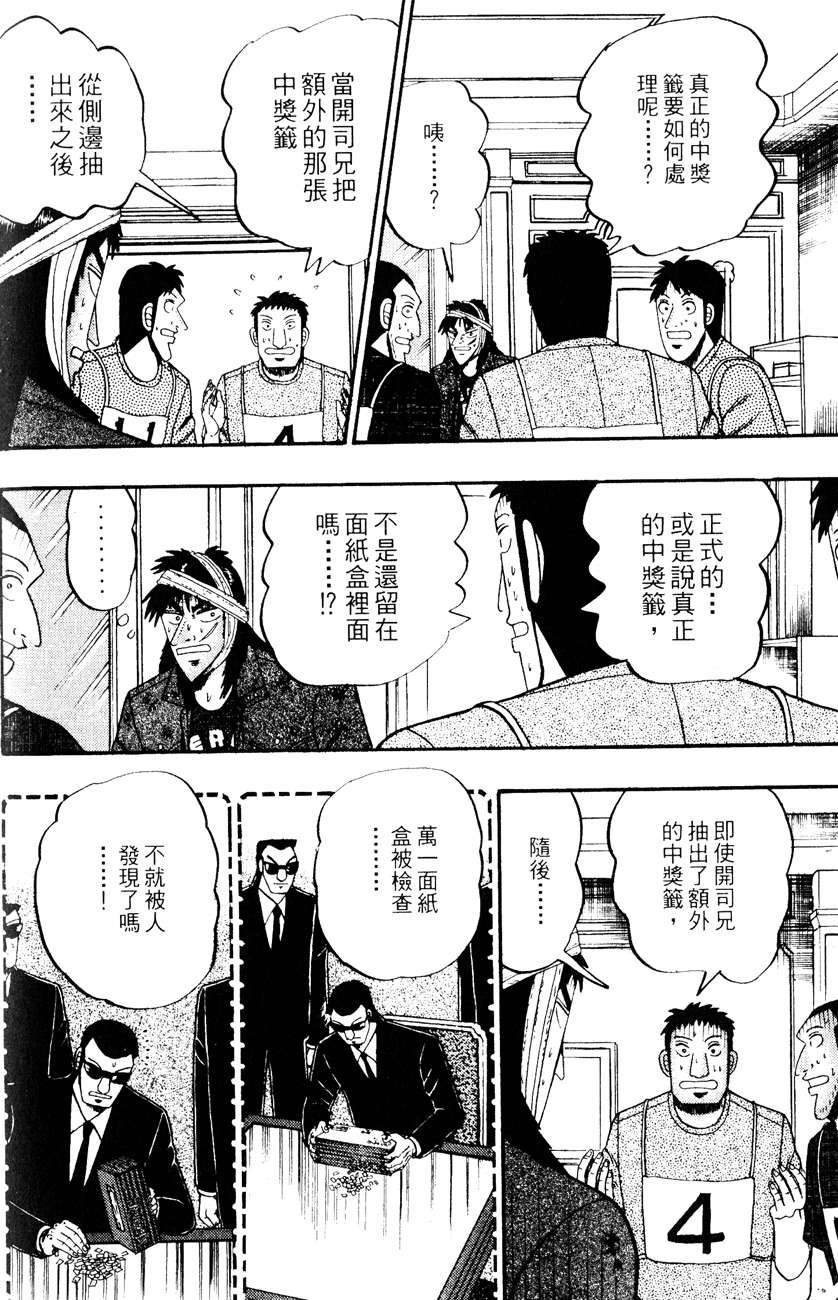 真正的中獎
籤要如何處
理呢……?
咦……
…?
當開司兄把
額外的那張
中獎籤
從側邊抽
出來之後
……
11
4
正式的…
或是說真正
的中獎籤，
不是還留在
面紙盒裡面
嗎……!?
………
ER
即使開司兄
抽出了額外
的中獎籤，
隨後……
4
萬一面紙
盒被檢查
……
不就被人
發現了嗎
……!